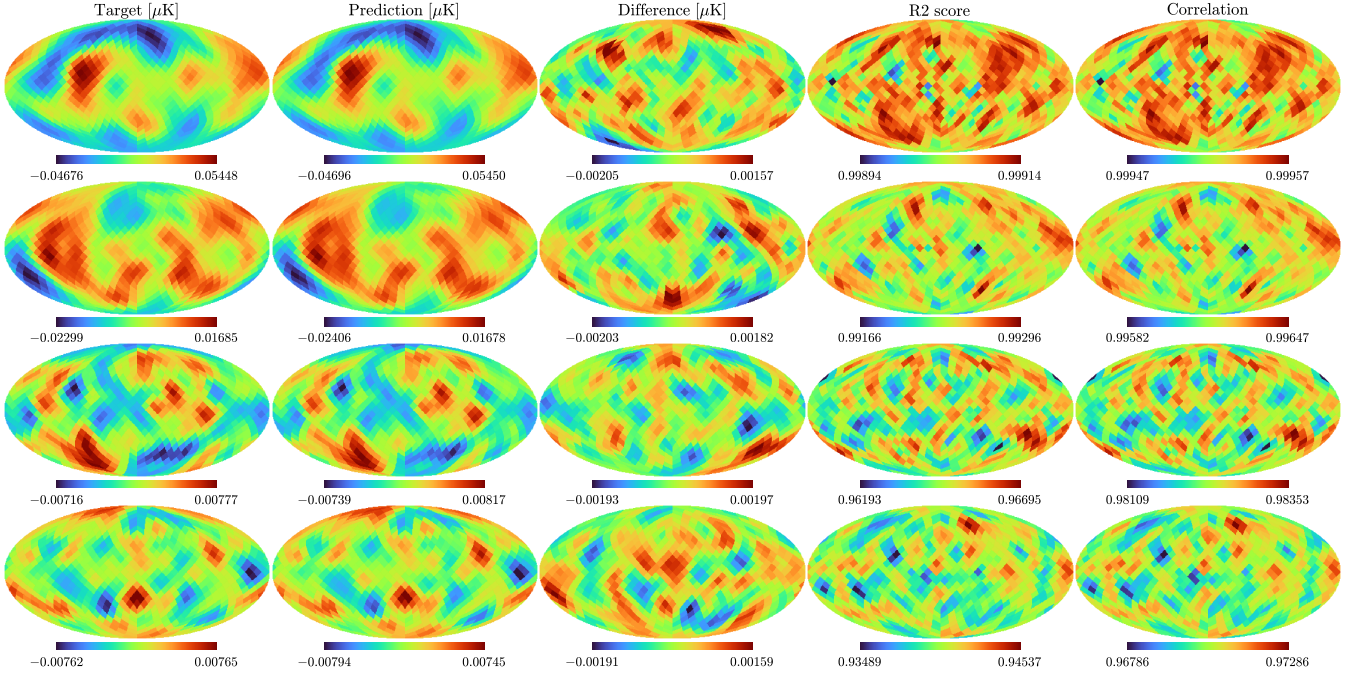 Target [μK] Prediction [μK] Difference [μK] R2 score Correlation
−0.04676 0.05448 −0.04696 0.05450 −0.00205 0.00157 0.99894 0.99914 0.99947 0.99957
−0.02299 0.01685 −0.02406 0.01678 −0.00203 0.00182 0.99166 0.99296 0.99582 0.99647
−0.00716 0.00777 −0.00739 0.00817 −0.00193 0.00197 0.96193 0.96695 0.98109 0.98353
−0.00762 0.00765 −0.00794 0.00745 −0.00191 0.00159 0.93489 0.94537 0.96786 0.97286